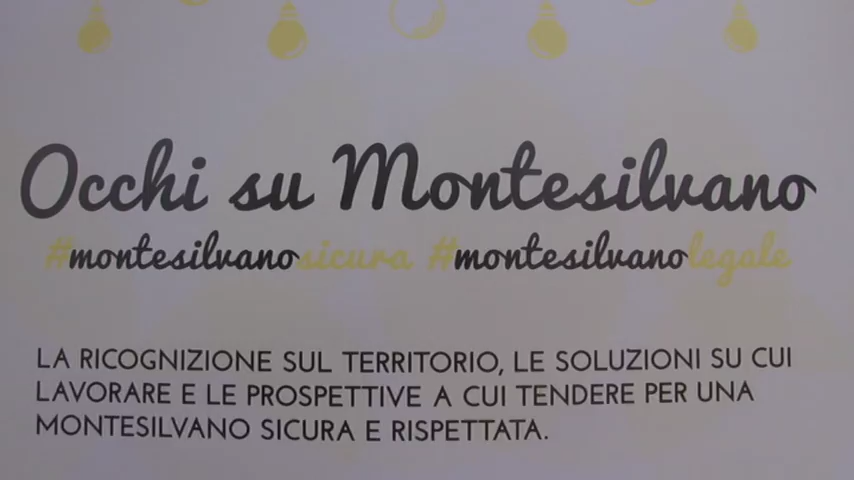 Occhi su Montesilvano
#montesilvanosicura #montesilvanolegale
LA RICOGNIZIONE SUL TERRITORIO, LE SOLUZIONI SU CUI
LAVORARE E LE PROSPETTIVE A CUI TENDERE PER UNA
MONTESILVANO SICURA E RISPETTATA.